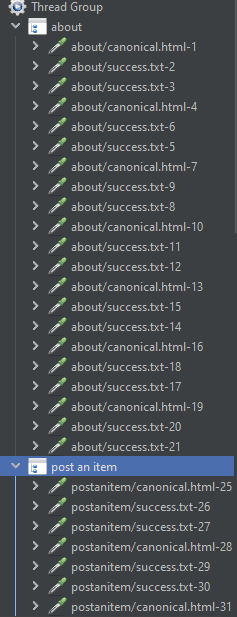 Thread Group
about
about/canonical.html-1
about/success.txt-2
about/success.txt-3
about/canonical.html-4
about/success.txt-6
about/success.txt-5
about/canonical.html-7
about/success.txt-9
about/success.txt-8
about/canonical.html-10
about/success.txt-11
about/success.txt-12
about/canonical.html-13
about/success.txt-15
about/success.txt-14
about/canonical.html-16
about/success.txt-18
about/success.txt-17
about/canonical.html-19
about/success.txt-20
about/success.txt-21
post an item
postanitem/canonical.html-25
postanitem/success.txt-26
postanitem/success.txt-27
postanitem/canonical.html-28
postanitem/success.txt-29
postanitem/success.txt-30
postanitem/canonical.html-31